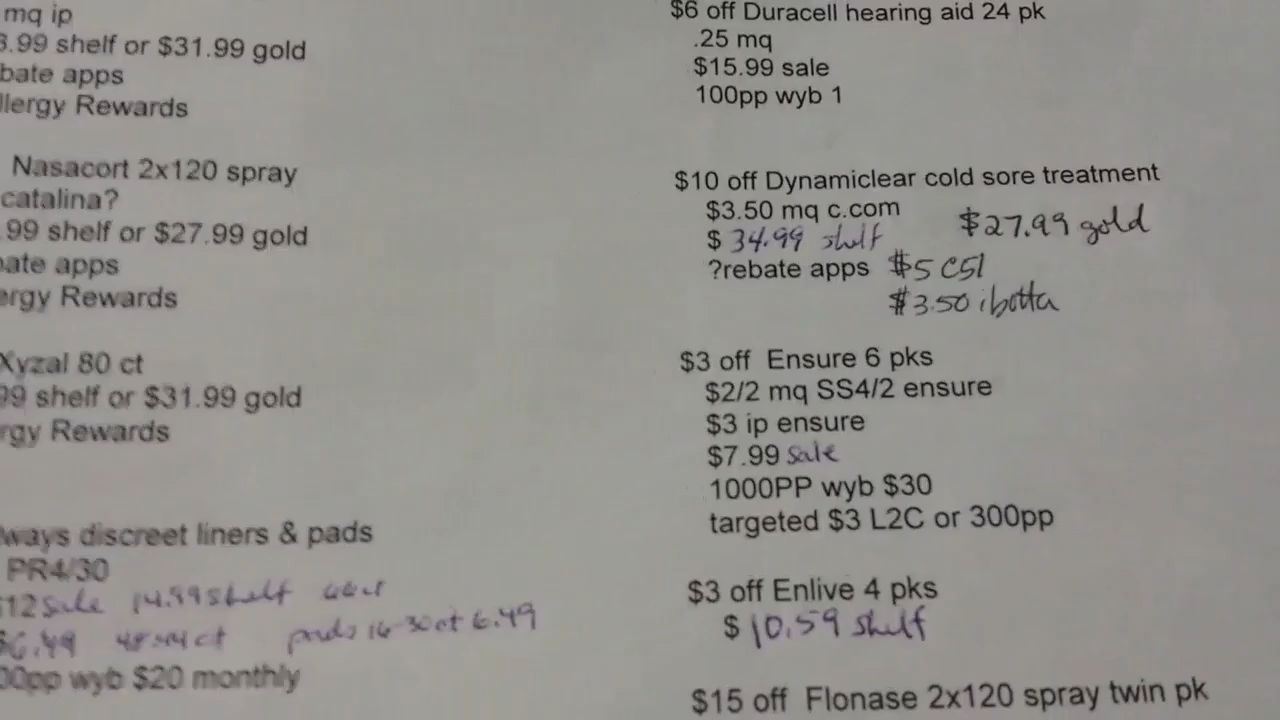 mq ip
.99 shelf or $31.99 gold
bate apps
llergy Rewards
Nasacort 2x120 spray
catalina?
.99 shelf or $27.99 gold
ate apps
ergy Rewards
Xyzal 80 ct
99 shelf or $31.99 gold
rgy Rewards
ways discreet liners & pads
PR4/30
12 sale 14.99 shelf
$6.49 ct pads 16-30 ct 6.49
00pp wyb $20 monthly
$6 off Duracell hearing aid 24 pk
.25 mq
$15.99 sale
100pp wyb 1
$10 off Dynamiclear cold sore treatment
$3.50 mq c.com
$ 34.99 shelf $27.99 gold
?rebate apps $5 C51
$3.50 ibotta
$3 off Ensure 6 pks
$2/2 mq SS4/2 ensure
$3 ip ensure
$7.99 sale
1000PP wyb $30
targeted $3 L2C or 300pp
$3 off Enlive 4 pks
$ 10.59 shelf
$15 off Flonase 2x120 spray twin pk